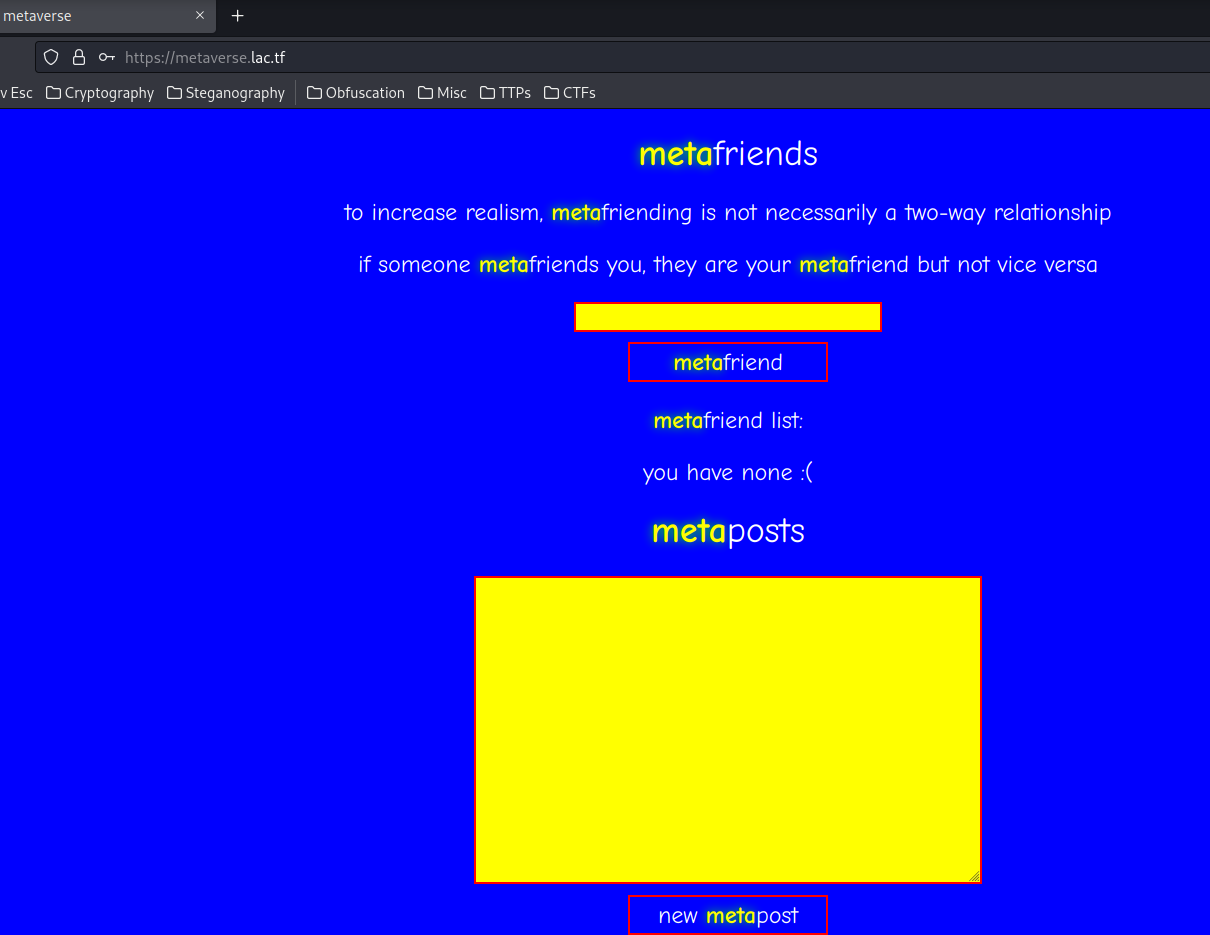 metaverse
https://metaverse.lac.tf
v Esc Cryptography Steganography Obfuscation Misc TTPs CTFs
metafriends
to increase realism, metafriending is not necessarily a two-way relationship
if someone metafriends you, they are your metafriend but not vice versa
metafriend
metafriend list:
you have none :(
metaposts
new metapost